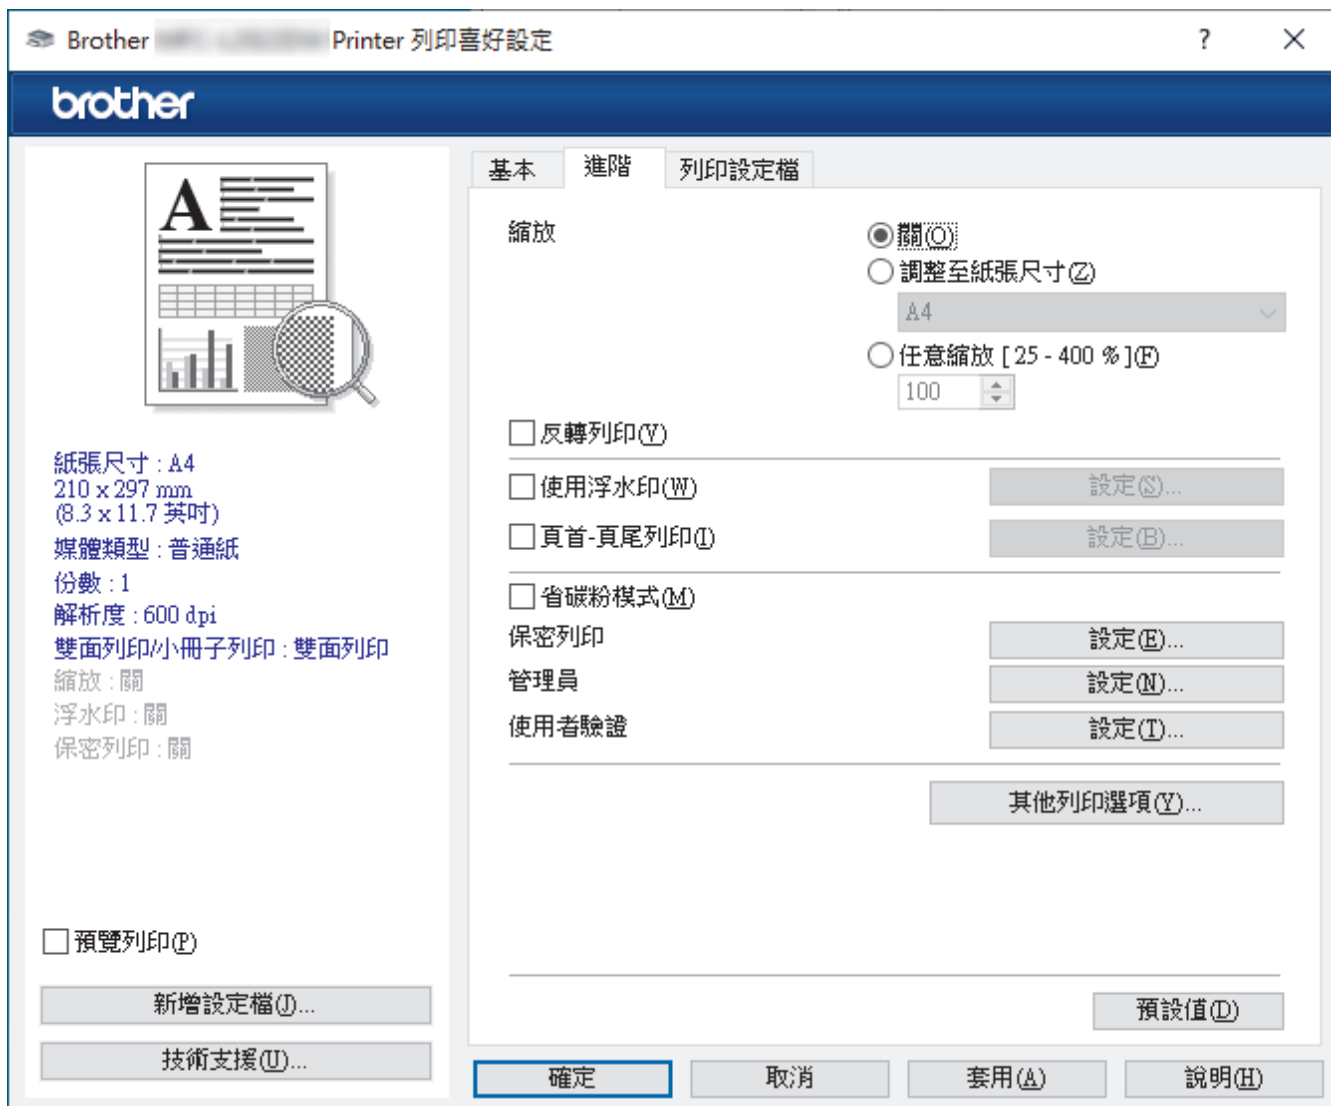 Brother Printer 列印喜好設定
brother
A
紙張尺寸 : A4
210 x 297 mm
(8.3 x 11.7 英吋)
媒體類型 : 普通紙
份數 : 1
解析度 : 600 dpi
雙面列印/小冊子列印 : 雙面列印
縮放 : 關
浮水印 : 關
保密列印 : 關
預覽列印(P)
新增設定檔(J)...
技術支援(U)...
基本
進階
列印設定檔
縮放
關(O)
調整至紙張尺寸(Z)
A4
任意縮放 [ 25 - 400 % ](F)
100
反轉列印(V)
使用浮水印(W)
設定(S)...
頁首-頁尾列印(I)
設定(B)...
省碳粉模式(M)
保密列印
設定(E)...
管理員
設定(N)...
使用者驗證
設定(T)...
其他列印選項(Y)...
預設值(D)
確定
取消
套用(A)
說明(H)